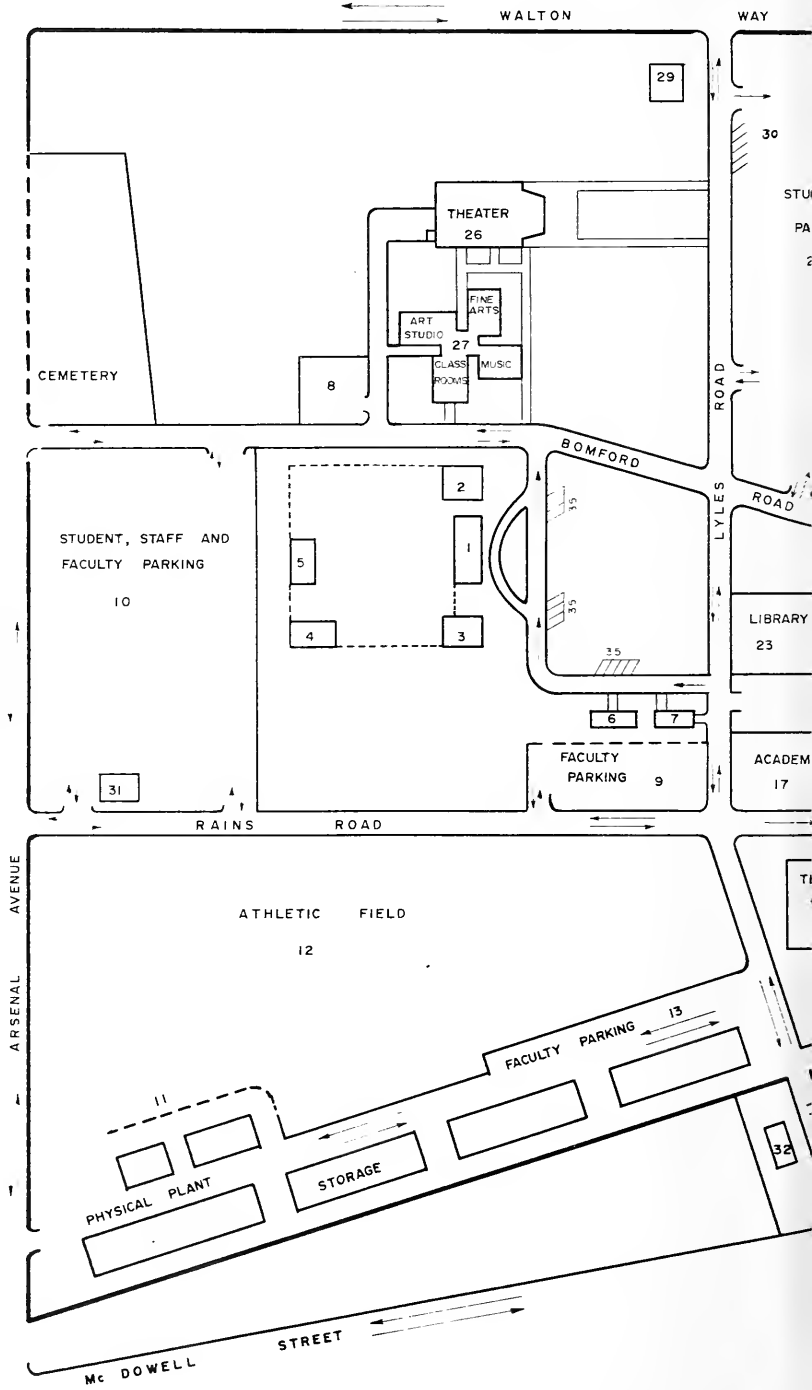 WALTON WAY
29
30
STU
PA
2
THEATER
26
FINE
ARTS
ART
STUDIO
27
CLASS
ROOMS
MUSIC
CEMETERY
8
ROAD
LYLES
BOMFORD
ROAD
2
35
1
5
STUDENT, STAFF AND
FACULTY PARKING
10
4
3
35
LIBRARY
23
35
6
7
FACULTY
PARKING
9
ACADEM
17
31
RAINS ROAD
ARSENAL AVENUE
ATHLETIC FIELD
12
13
FACULTY PARKING
11
32
STORAGE
PHYSICAL PLANT
Mc DOWELL STREET